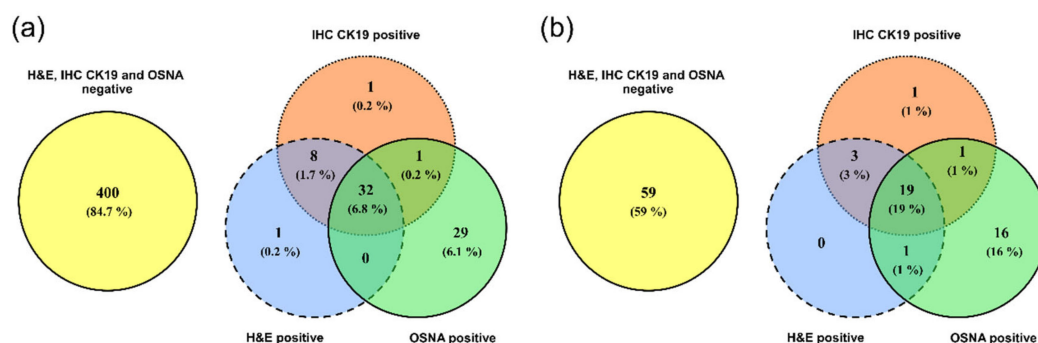 (a)
IHC CK19 positive
H&E, IHC CK19 and OSNA
negative
400
(84.7 %)
1
(0.2 %)
8
(1.7 %)
1
(0.2 %)
32
(6.8 %)
1
(0.2 %)
29
(6.1 %)
0
H&E positive
OSNA positive
(b)
IHC CK19 positive
H&E, IHC CK19 and OSNA
negative
59
(59 %)
1
(1 %)
3
(3 %)
1
(1 %)
19
(19 %)
0
16
(16 %)
1
(1 %)
H&E positive
OSNA positive